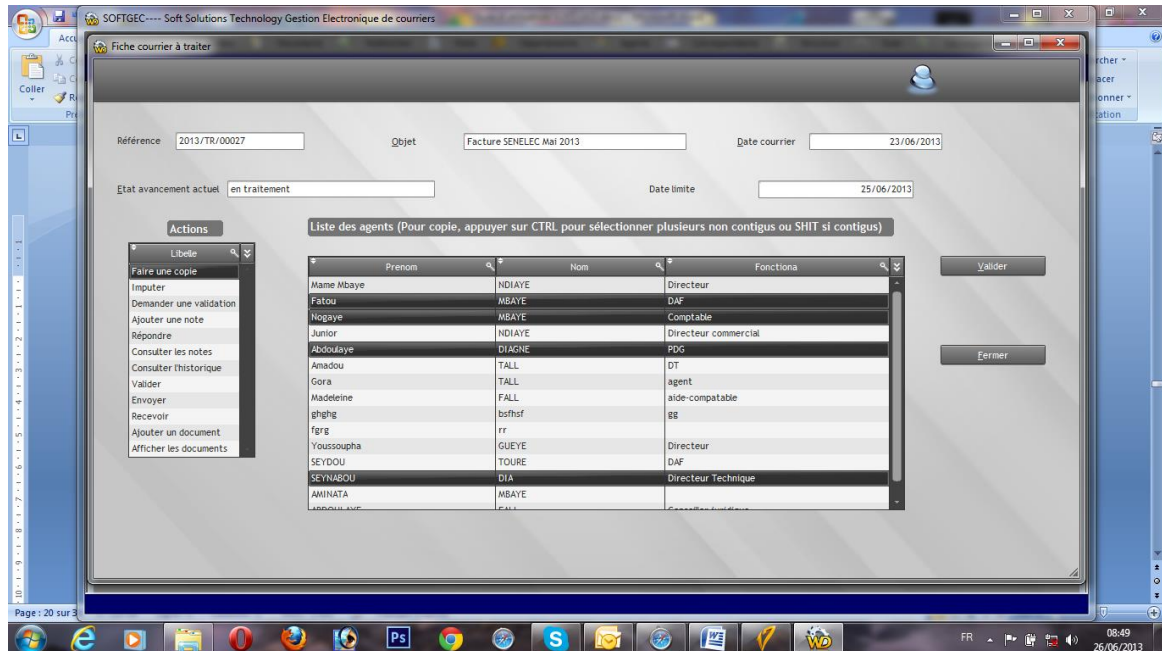 SOFTGEC---- Soft Solutions Technology Gestion Electronique de courriers
Accu
Fiche courrier à traiter
Coller
Référence 2013/TR/00027 Objet Facture SENELEC Mai 2013 Date courrier 23/06/2013
Etat avancement actuel en traitement Date limite 25/06/2013
Actions
Liste des agents (Pour copie, appuyer sur CTRL pour sélectionner plusieurs non contigus ou SHIT si contigus)
Libelle
Faire une copie
Imputer
Demander une validation
Ajouter une note
Répondre
Consulter les notes
Consulter l'historique
Valider
Envoyer
Recevoir
Ajouter un document
Afficher les documents
Prenom Nom Fonctiona
Mame Mbaye NDIAYE Directeur
Fatou MBAYE DAF
Nogaye MBAYE Comptable
Junior NDIAYE Directeur commercial
Abdoulaye DIAGNE PDG
Amadou TALL DT
Gora TALL agent
Madeleine FALL aide-compatable
ghghg bsfhsf gg
fgrg rr
Youssoupha GUEYE Directeur
SEYDOU TOURE DAF
SEYNABOU DIA Directeur Technique
AMINATA MBAYE
Valider
Fermer
rcher
acer
onner
cation
Page : 20 sur 3
FR
08:49
26/06/2013